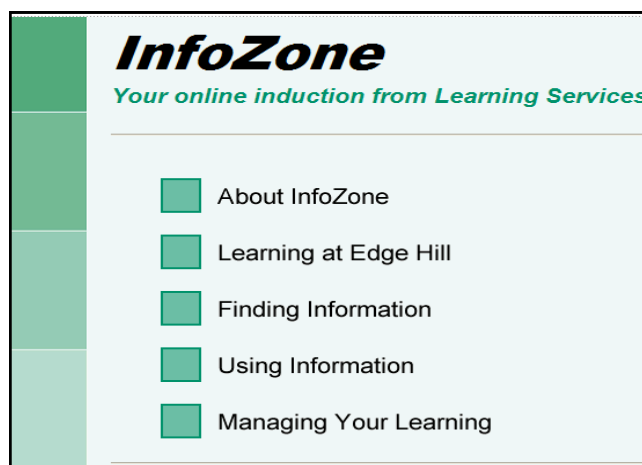 InfoZone
Your online induction from Learning Services
About InfoZone
Learning at Edge Hill
Finding Information
Using Information
Managing Your Learning